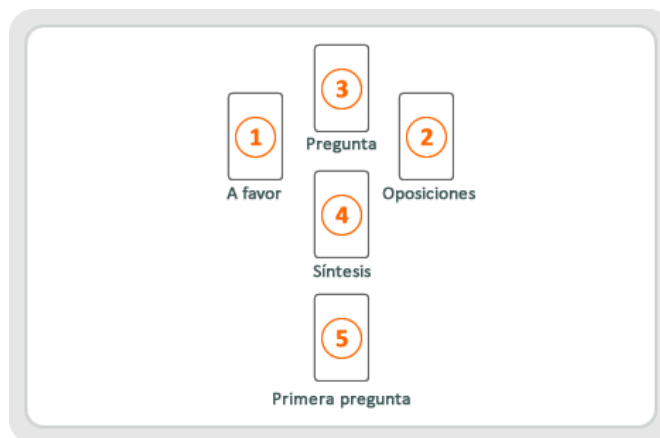 3
1
2
Pregunta
A favor
Oposiciones
4
Síntesis
5
Primera pregunta